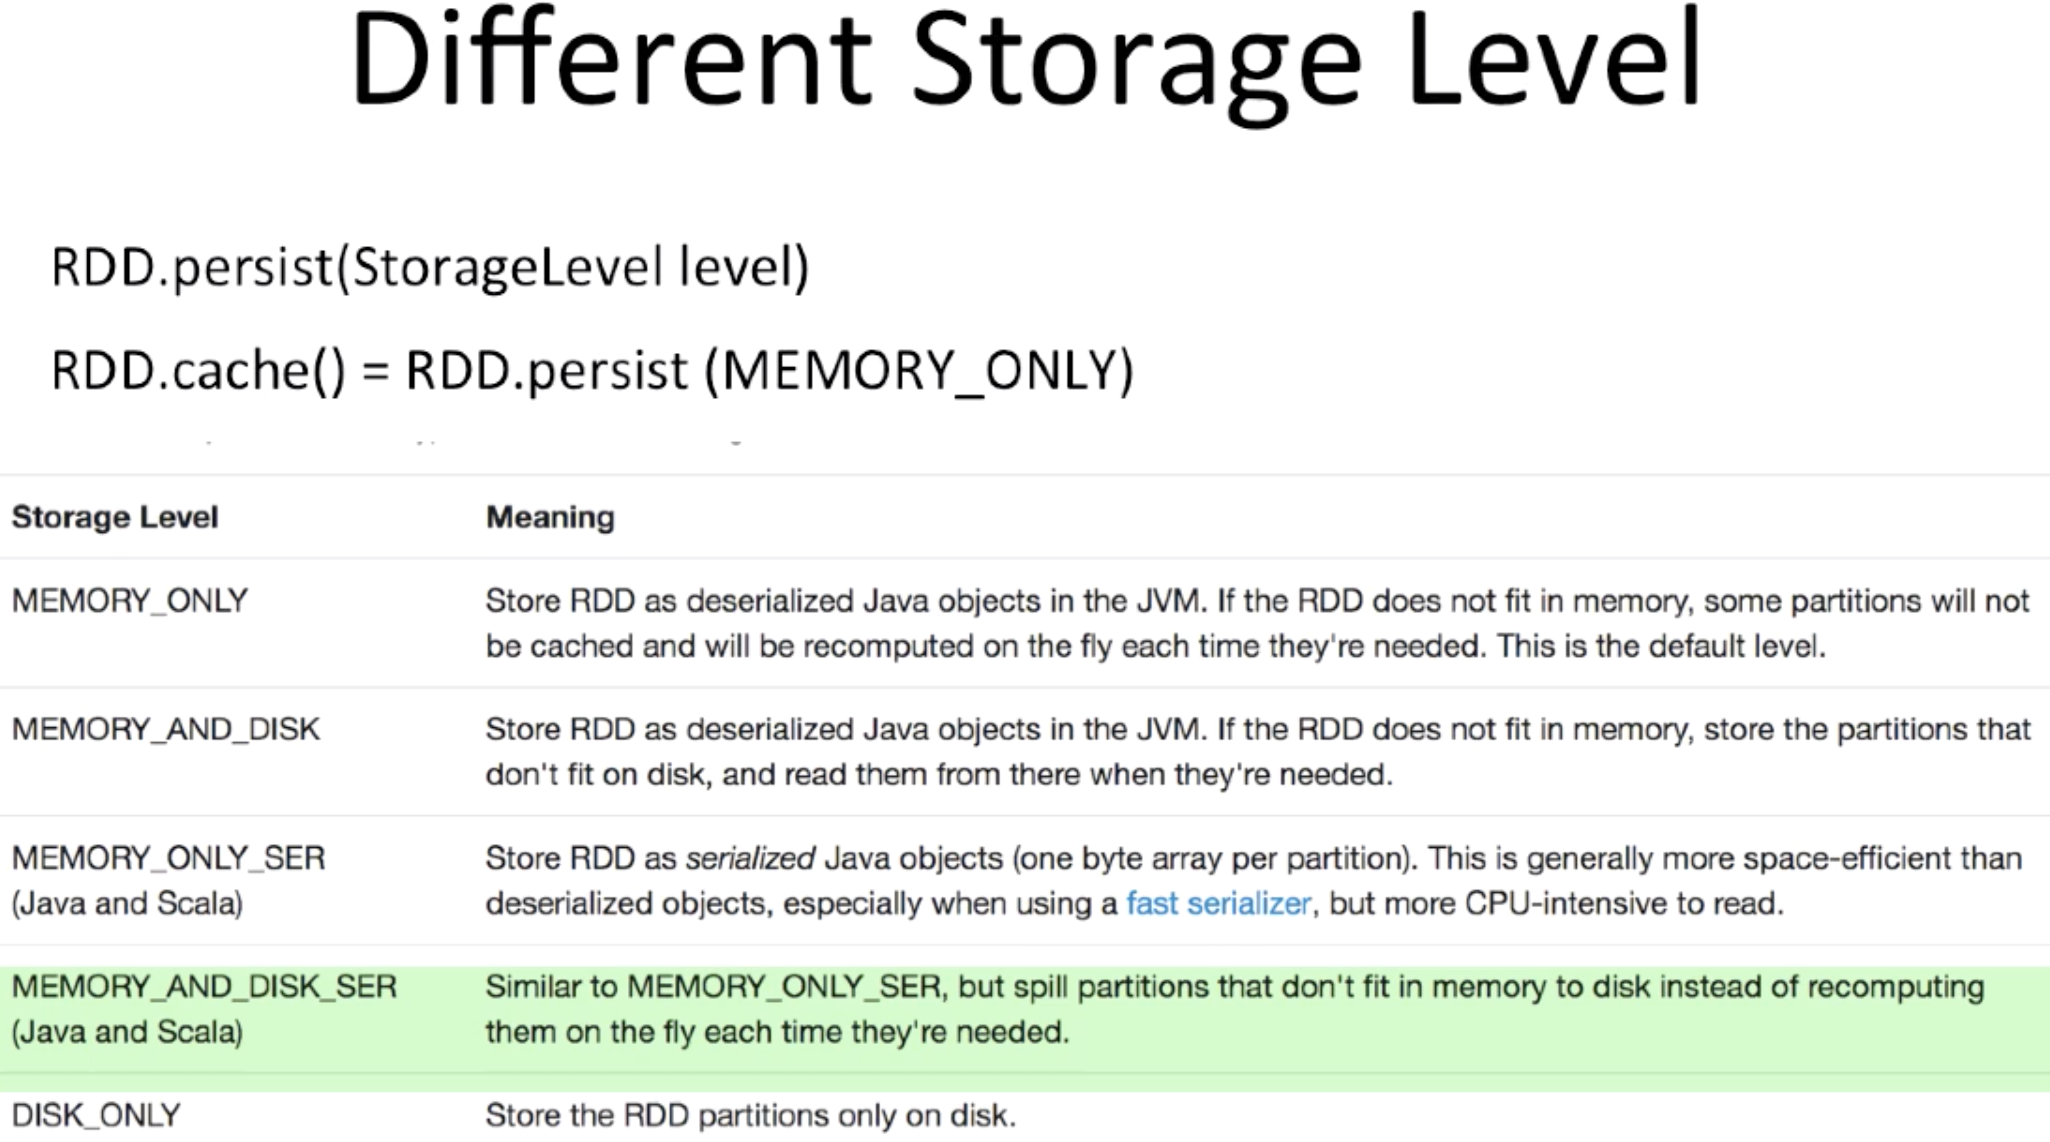 Different Storage Level
RDD.persist(StorageLevel level)
RDD.cache() = RDD.persist (MEMORY_ONLY)
Storage Level Meaning
MEMORY_ONLY Store RDD as deserialized Java objects in the JVM. If the RDD does not fit in memory, some partitions will not
be cached and will be recomputed on the fly each time they're needed. This is the default level.
MEMORY_AND_DISK Store RDD as deserialized Java objects in the JVM. If the RDD does not fit in memory, store the partitions that
don't fit on disk, and read them from there when they're needed.
MEMORY_ONLY_SER Store RDD as serialized Java objects (one byte array per partition). This is generally more space-efficient than
(Java and Scala) deserialized objects, especially when using a fast serializer, but more CPU-intensive to read.
MEMORY_AND_DISK_SER Similar to MEMORY_ONLY_SER, but spill partitions that don't fit in memory to disk instead of recomputing
(Java and Scala) them on the fly each time they're needed.
DISK_ONLY Store the RDD partitions only on disk.